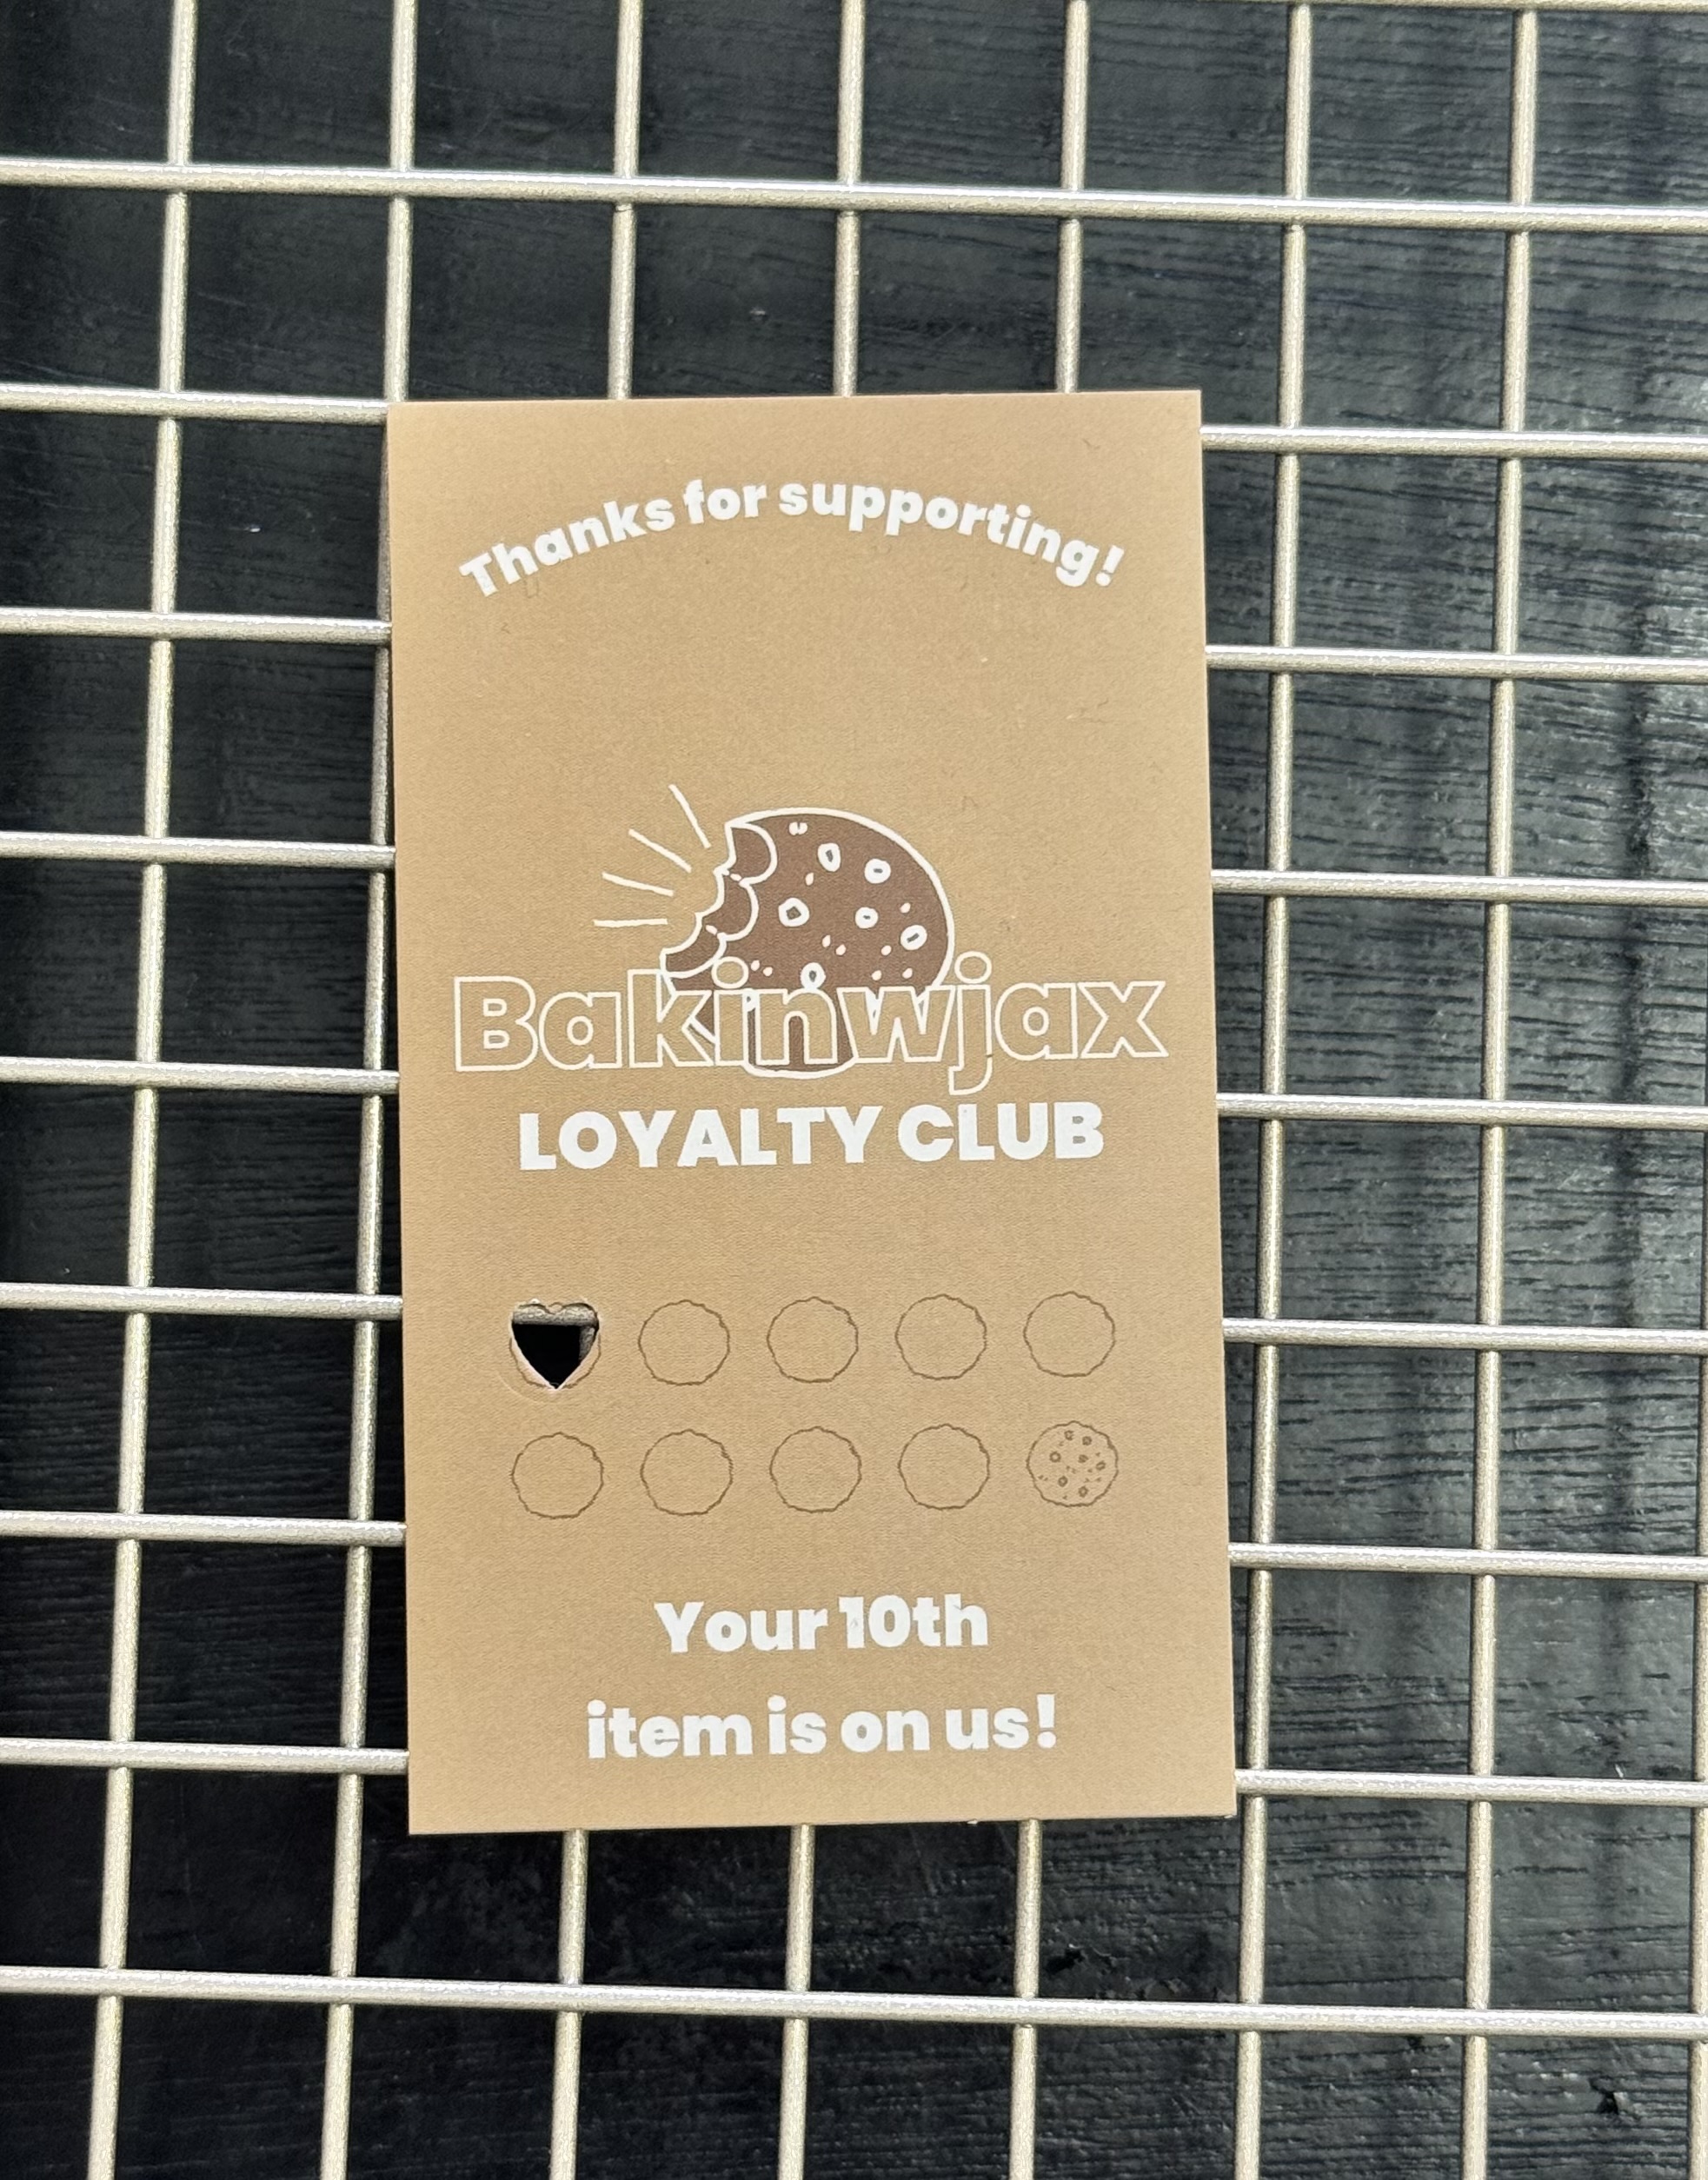 Thanks for supporting!
Bakinwjax
LOYALTY CLUB
Your 10th
item is on us!